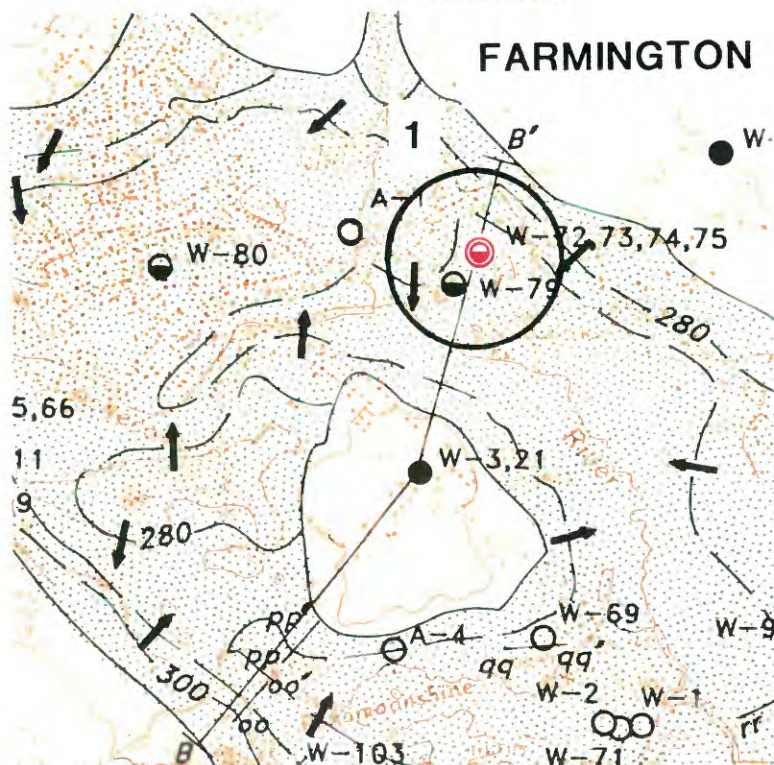 FARMINGTON
1
B'
W-
A-1
W-72,73,74,75
W-80
W-79
280
5,66
River
11
W-3,21
9
280
W-69
W-9
RP'
A-4
pp
qq
qq'
oo'
300
W-2
W-1
oo
rr
B
W-103
W-71